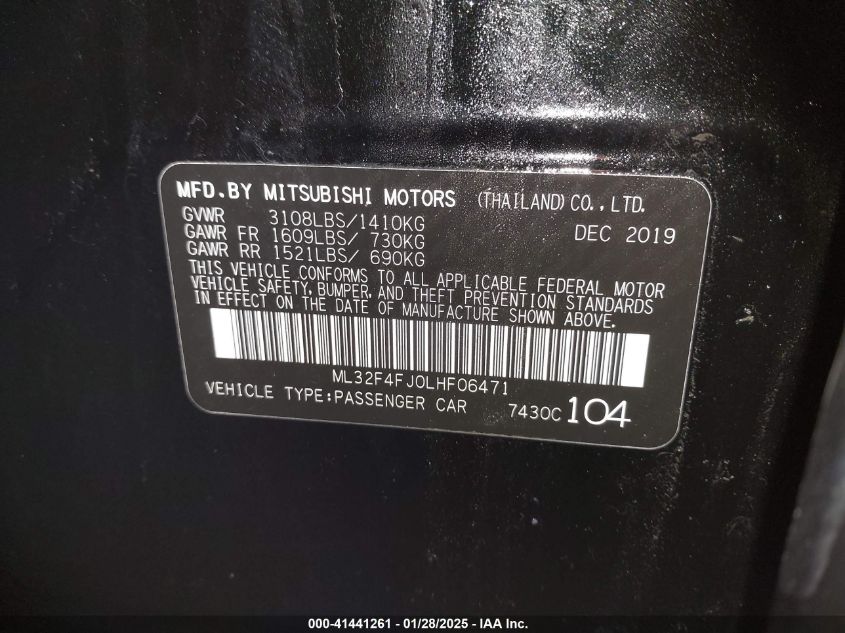 MFD. BY MITSUBISHI MOTORS (THAILAND) CO., LTD.
GVWR 3108LBS/1410KG DEC 2019
GAWR FR 1609LBS/ 730KG
GAWR RR 1521LBS/ 690KG
THIS VEHICLE CONFORMS TO ALL APPLICABLE FEDERAL MOTOR
VEHICLE SAFETY, BUMPER, AND THEFT PREVENTION STANDARDS
IN EFFECT ON THE DATE OF MANUFACTURE SHOWN ABOVE.
ML32F4FJ0LHF06471
VEHICLE TYPE:PASSENGER CAR 7430C 104
000-41441261 - 01/28/2025 - IAA Inc.